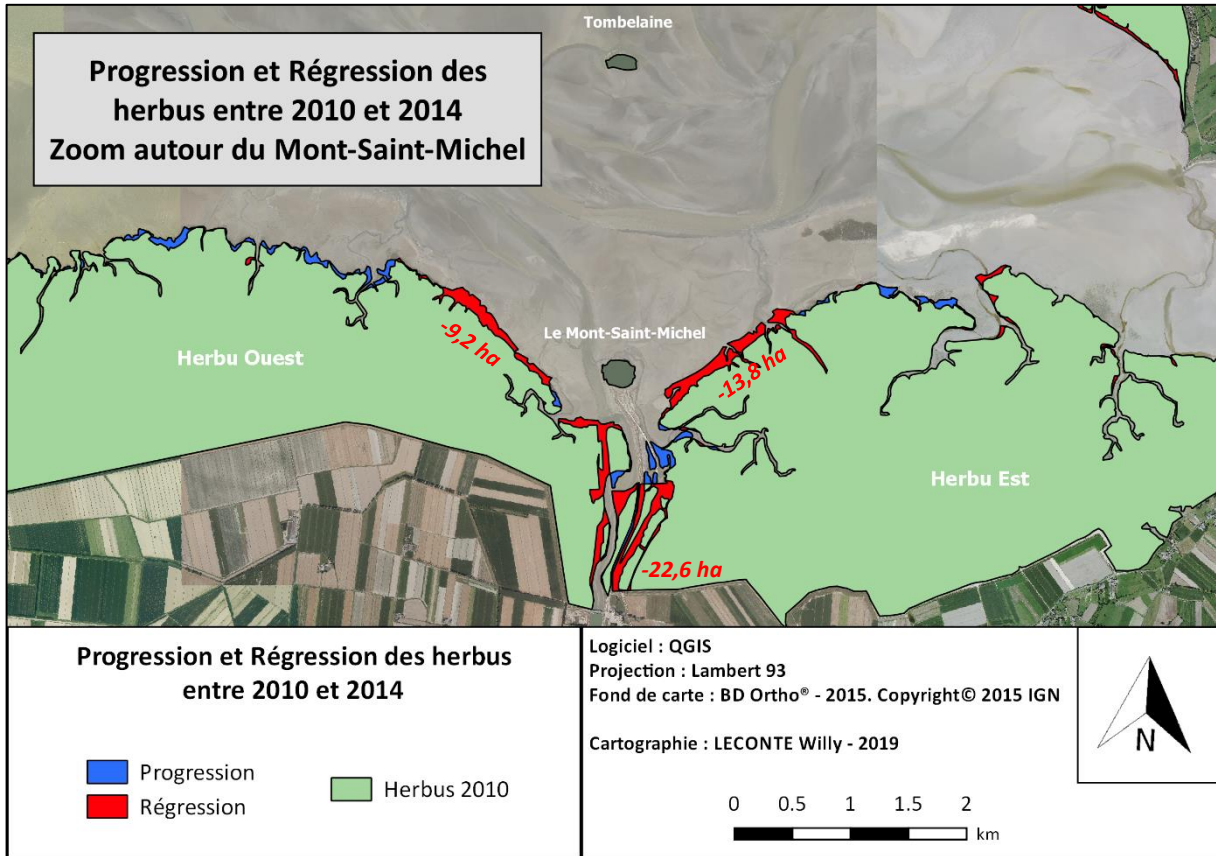 Tombelaine
Progression et Régression des
herbus entre 2010 et 2014
Zoom autour du Mont-Saint-Michel
-9,2 ha
Le Mont-Saint-Michel
Herbu Ouest
-13,8 ha
Herbu Est
-22,6 ha
Progression et Régression des herbus
entre 2010 et 2014
Progression
Régression
Herbus 2010
Logiciel : QGIS
Projection : Lambert 93
Fond de carte : BD Ortho® - 2015. Copyright© 2015 IGN
Cartographie : LECONTE Willy - 2019
N
0 0.5 1 1.5 2
km